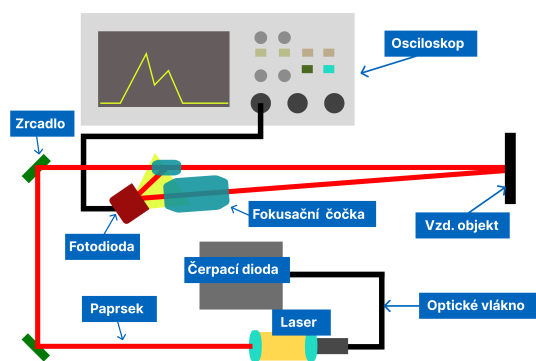 Osciloskop
Zrcadlo
Fokusační čočka
Vzd. objekt
Fotodioda
Čerpací dioda
Paprsek
Optické vlákno
Laser